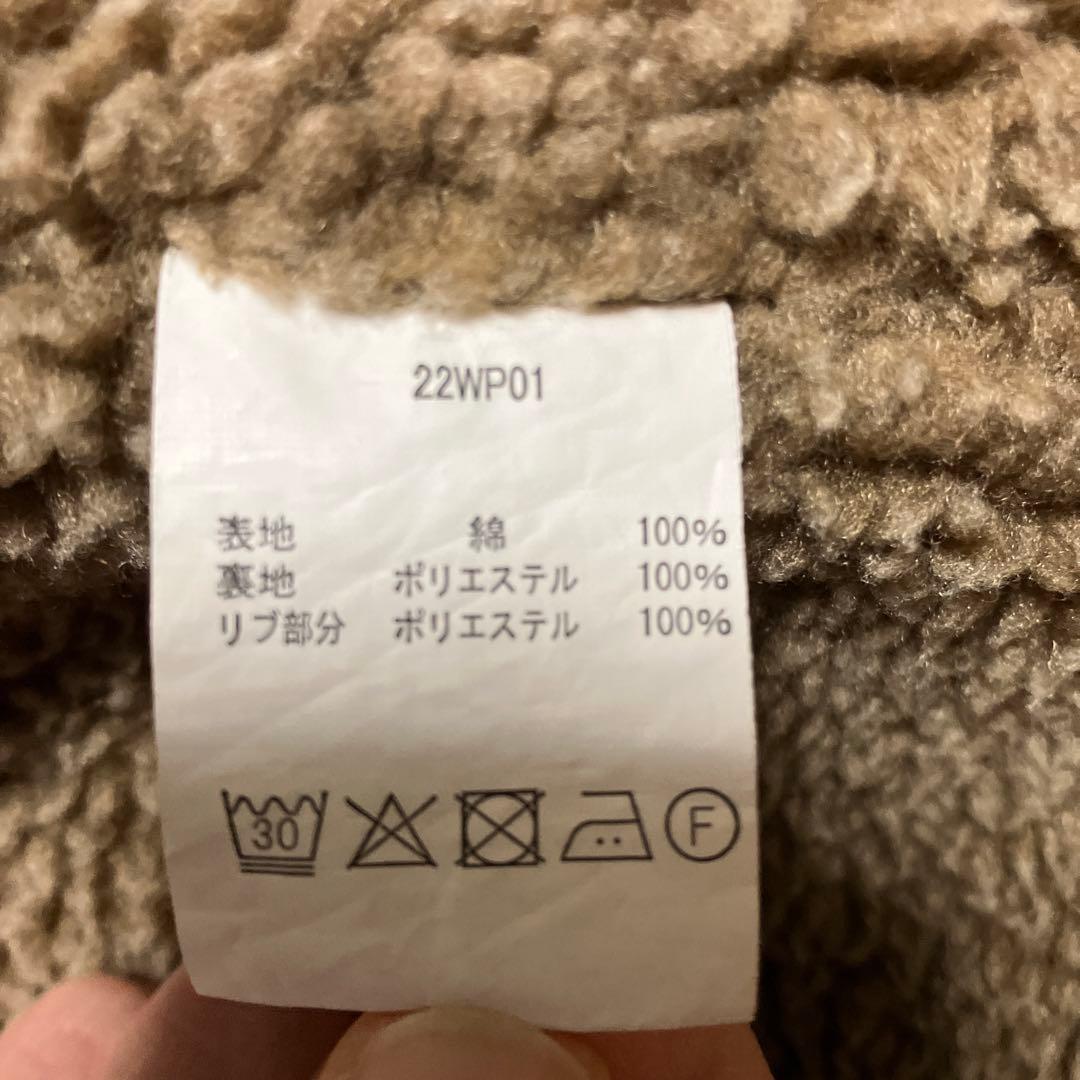 22WP01
表地 綿 100%
裏地 ポリエステル 100%
リブ部分 ポリエステル 100%
30 F